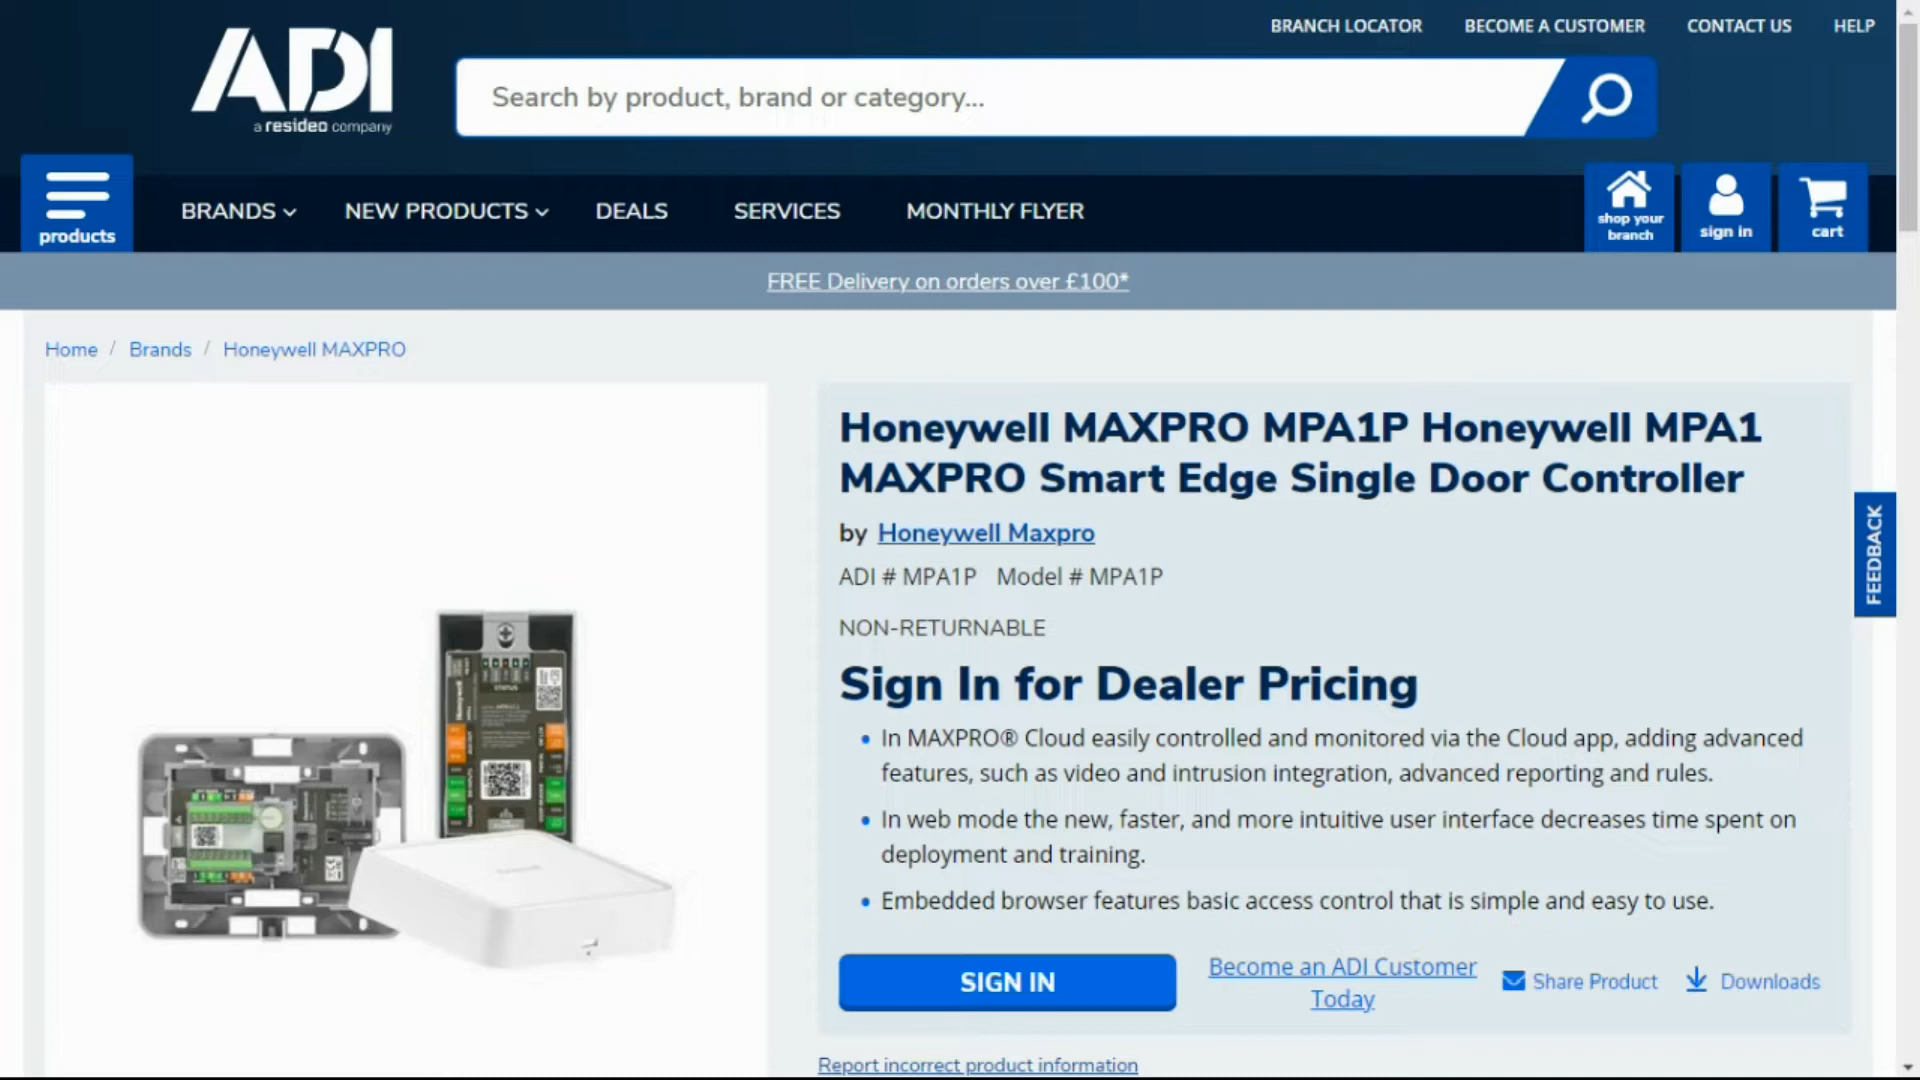 BRANCH LOCATOR BECOME A CUSTOMER CONTACT US HELP
ADI
a resideo company
Search by product, brand or category...
products
BRANDS NEW PRODUCTS DEALS SERVICES MONTHLY FLYER
shop your
branch
sign in
cart
FREE Delivery on orders over £100*
Home / Brands / Honeywell MAXPRO
Honeywell MAXPRO MPA1P Honeywell MPA1
MAXPRO Smart Edge Single Door Controller
by Honeywell Maxpro
ADI # MPA1P Model # MPA1P
NON-RETURNABLE
Sign In for Dealer Pricing
• In MAXPRO® Cloud easily controlled and monitored via the Cloud app, adding advanced
features, such as video and intrusion integration, advanced reporting and rules.
• In web mode the new, faster, and more intuitive user interface decreases time spent on
deployment and training.
• Embedded browser features basic access control that is simple and easy to use.
SIGN IN
Become an ADI Customer
Today
Share Product
Downloads
Report incorrect product information
FEEDBACK